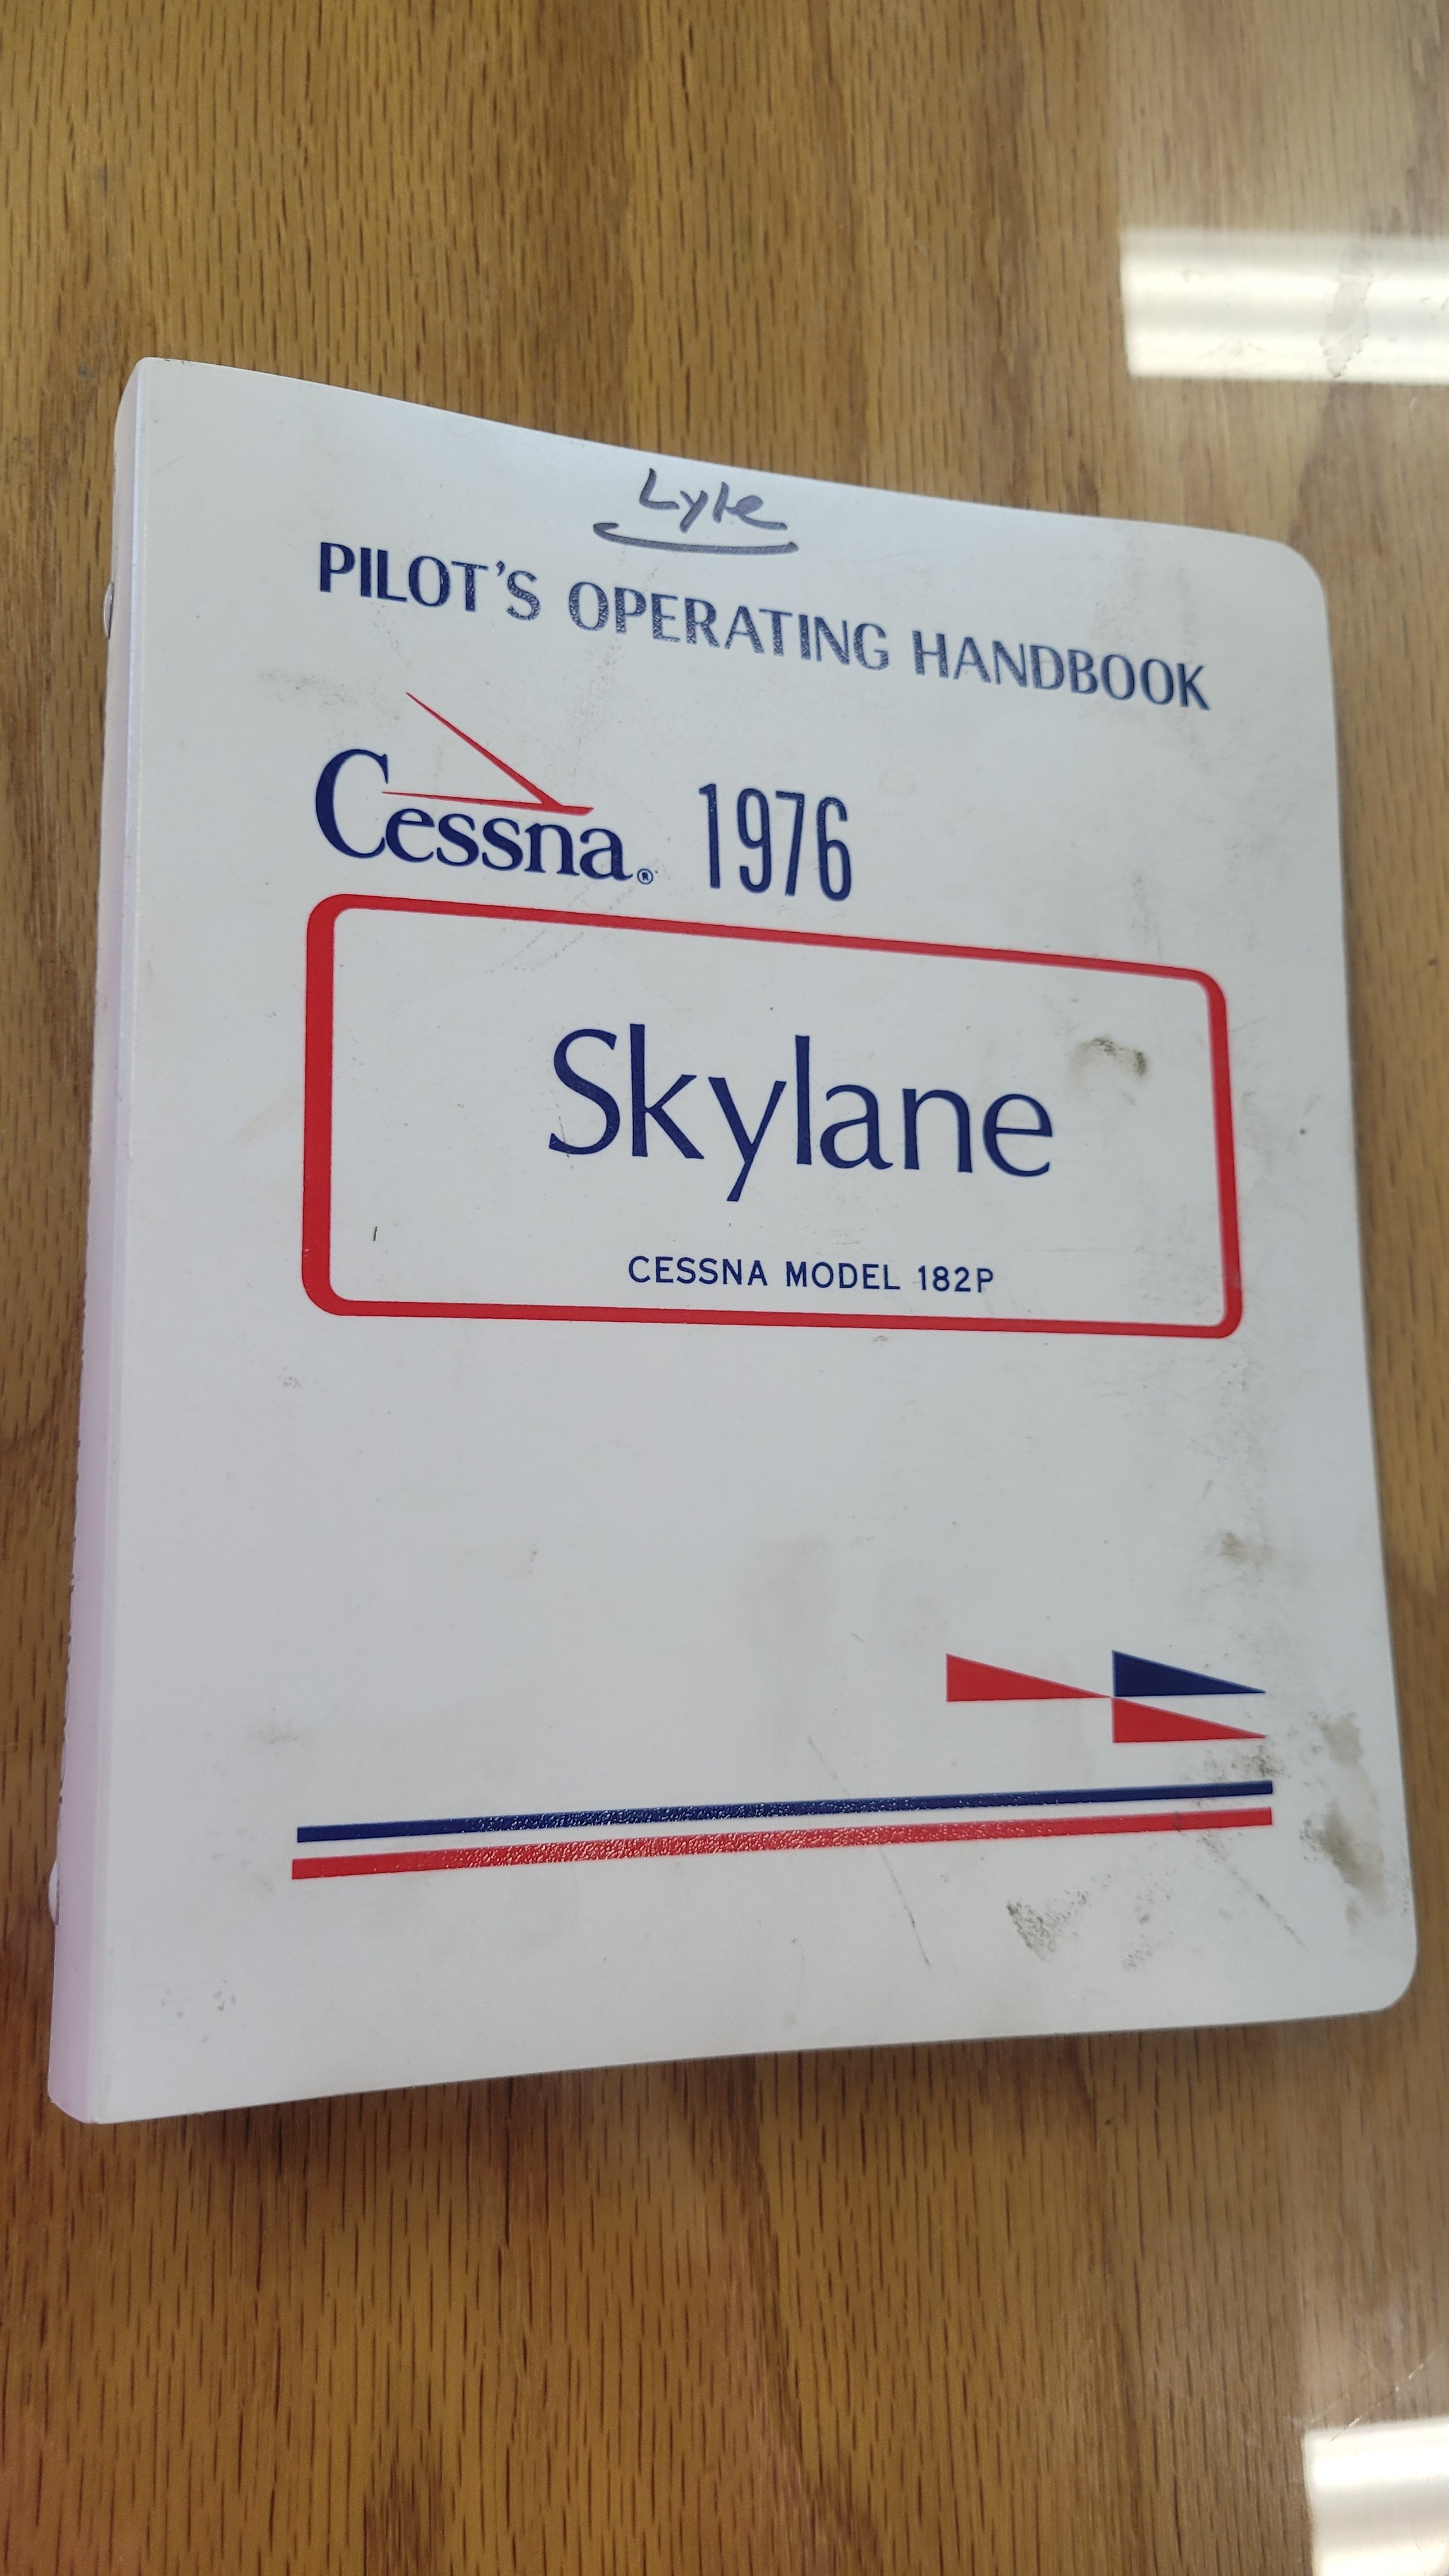 Lyle
PILOT'S OPERATING HANDBOOK
Cessna® 1976
Skylane
CESSNA MODEL 182P